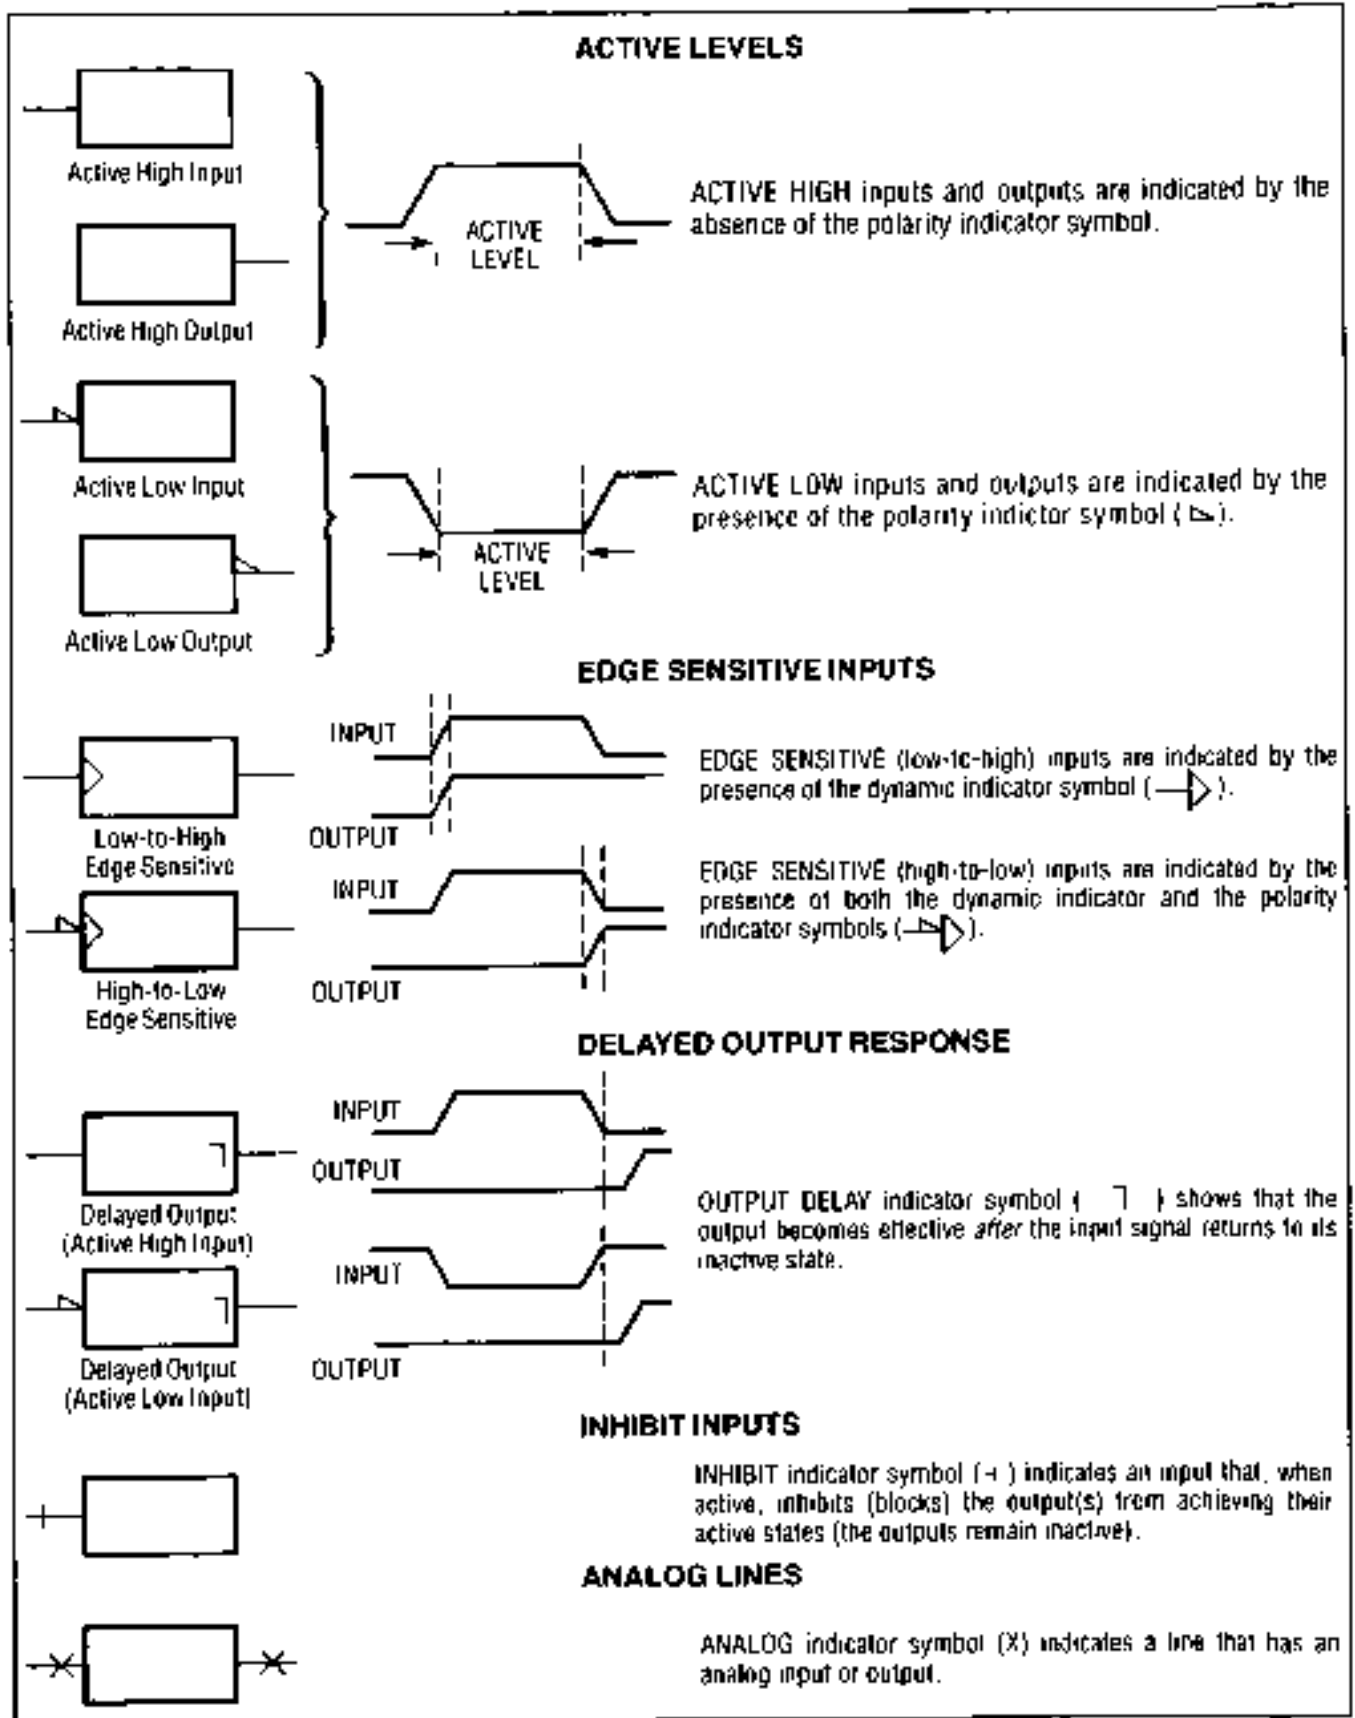 ACTIVE LEVELS
Active High Input
ACTIVE
LEVEL
ACTIVE HIGH inputs and outputs are indicated by the
absence of the polarity indicator symbol.
Active High Output
Active Low Input
ACTIVE
LEVEL
ACTIVE LOW inputs and outputs are indicated by the
presence of the polarity indictor symbol ( ).
Active Low Output
EDGE SENSITIVE INPUTS
INPUT
OUTPUT
Low-to-High
Edge Sensitive
EDGE SENSITIVE (low-to-high) inputs are indicated by the
presence of the dynamic indicator symbol ( ).
INPUT
OUTPUT
High-to-Low
Edge Sensitive
EDGE SENSITIVE (high-to-low) inputs are indicated by the
presence of both the dynamic indicator and the polarity
indicator symbols ( ).
DELAYED OUTPUT RESPONSE
INPUT
OUTPUT
Delayed Output
(Active High Input)
OUTPUT DELAY indicator symbol ( ㄱ ) shows that the
output becomes effective after the input signal returns to its
inactive state.
INPUT
OUTPUT
Delayed Output
(Active Low Input)
INHIBIT INPUTS
INHIBIT indicator symbol (⊣) indicates an input that, when
active, inhibits (blocks) the output(s) from achieving their
active states (the outputs remain inactive).
ANALOG LINES
ANALOG indicator symbol (X) indicates a line that has an
analog input or output.